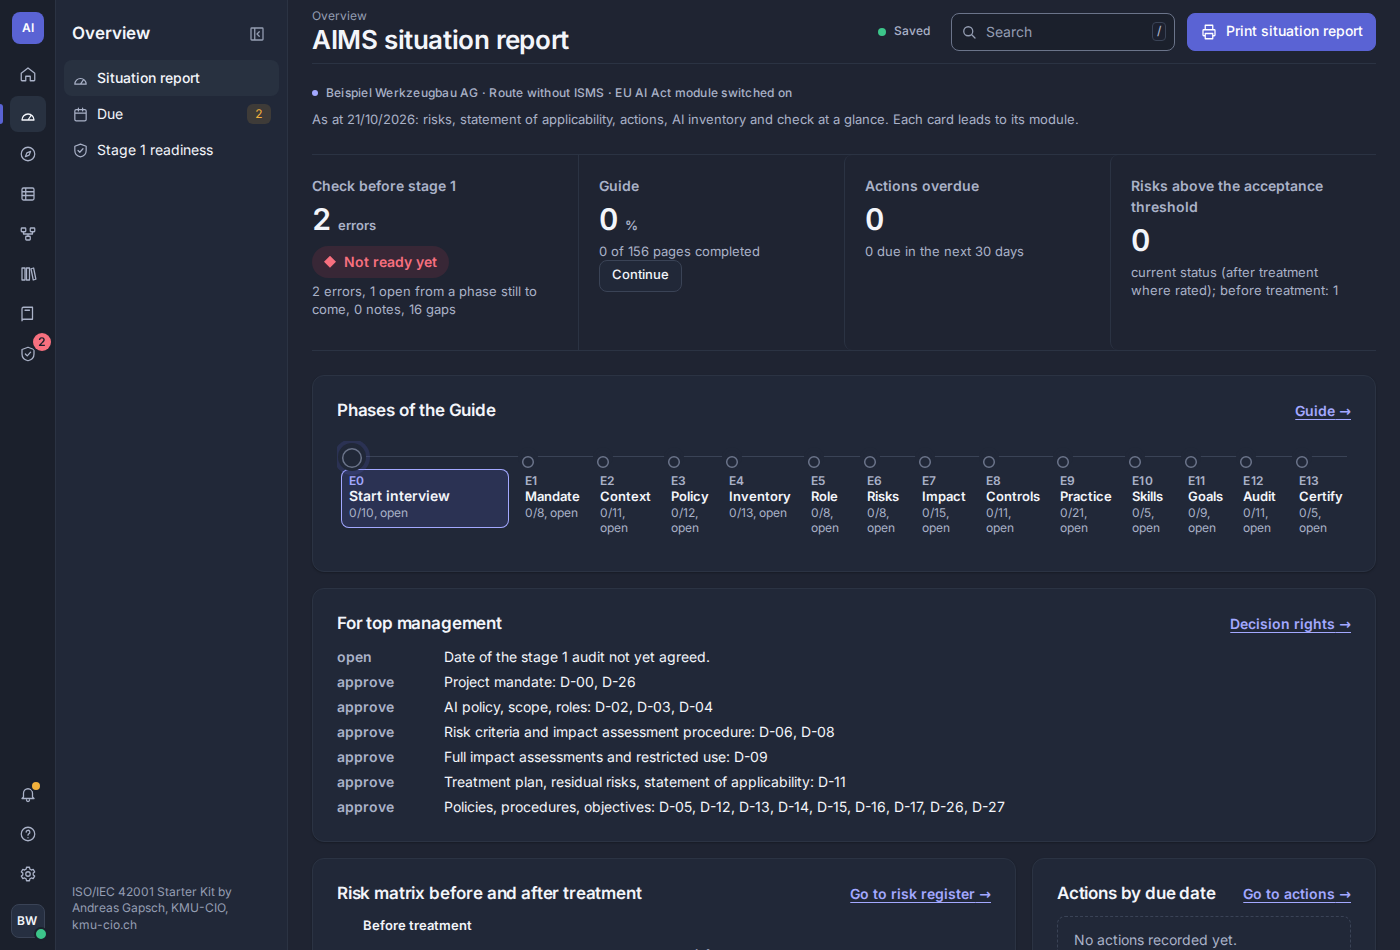 AI
Overview
Situation report
Due
2
Stage 1 readiness
2
BW
ISO/IEC 42001 Starter Kit by
Andreas Gapsch, KMU-CIO,
kmu-cio.ch
Overview
AIMS situation report
Saved
Search
/
Print situation report
Beispiel Werkzeugbau AG · Route without ISMS · EU AI Act module switched on
As at 21/10/2026: risks, statement of applicability, actions, AI inventory and check at a glance. Each card leads to its module.
Check before stage 1
2 errors
Not ready yet
2 errors, 1 open from a phase still to
come, 0 notes, 16 gaps
Guide
0 %
0 of 156 pages completed
Continue
Actions overdue
0
0 due in the next 30 days
Risks above the acceptance
threshold
0
current status (after treatment
where rated); before treatment: 1
Phases of the Guide
Guide →
E0
Start interview
0/10, open
E1
Mandate
0/8, open
E2
Context
0/11,
open
E3
Policy
0/12,
open
E4
Inventory
0/13, open
E5
Role
0/8,
open
E6
Risks
0/8,
open
E7
Impact
0/15,
open
E8
Controls
0/11,
open
E9
Practice
0/21,
open
E10
Skills
0/5,
open
E11
Goals
0/9,
open
E12
Audit
0/11,
open
E13
Certify
0/5,
open
For top management
Decision rights →
open Date of the stage 1 audit not yet agreed.
approve Project mandate: D-00, D-26
approve AI policy, scope, roles: D-02, D-03, D-04
approve Risk criteria and impact assessment procedure: D-06, D-08
approve Full impact assessments and restricted use: D-09
approve Treatment plan, residual risks, statement of applicability: D-11
approve Policies, procedures, objectives: D-05, D-12, D-13, D-14, D-15, D-16, D-17, D-26, D-27
Risk matrix before and after treatment
Go to risk register →
Before treatment
Actions by due date
Go to actions →
No actions recorded yet.